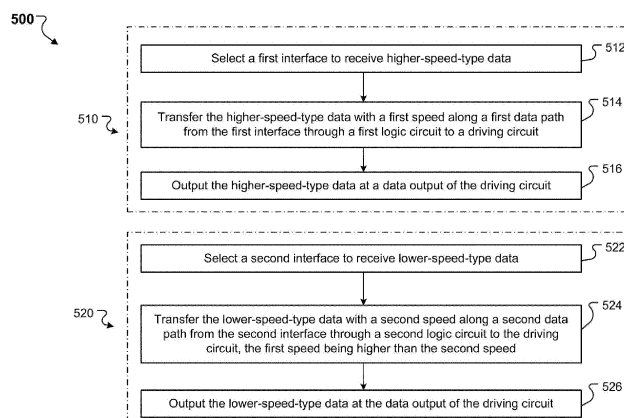 500
512
Select a first interface to receive higher-speed-type data
514
Transfer the higher-speed-type data with a first speed along a first data path
from the first interface through a first logic circuit to a driving circuit
510
516
Output the higher-speed-type data at a data output of the driving circuit
522
Select a second interface to receive lower-speed-type data
524
Transfer the lower-speed-type data with a second speed along a second data
path from the second interface through a second logic circuit to the driving
circuit, the first speed being higher than the second speed
520
526
Output the lower-speed-type data at the data output of the driving circuit